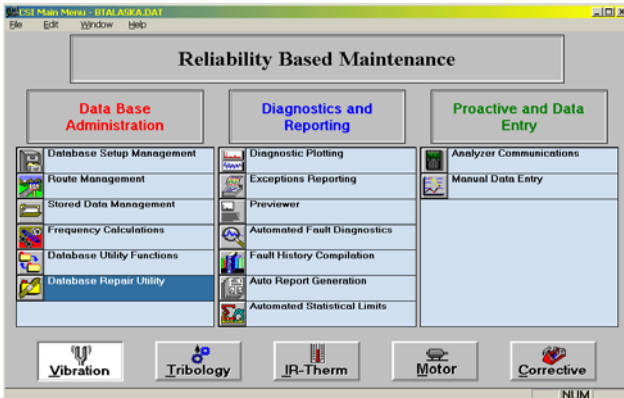 CSI Main Menu - BTALASKA.DAT
File Edit Window Help
Reliability Based Maintenance
Data Base
Administration
Diagnostics and
Reporting
Proactive and Data
Entry
Database Setup Management
Route Management
Stored Data Management
Frequency Calculations
Database Utility Functions
Database Repair Utility
Diagnostic Plotting
Exceptions Reporting
Previewer
Automated Fault Diagnostics
Fault History Compilation
Auto Report Generation
Automated Statistical Limits
Analyzer Communications
Manual Data Entry
Vibration
Tribology
IR-Therm
Motor
Corrective
NUM